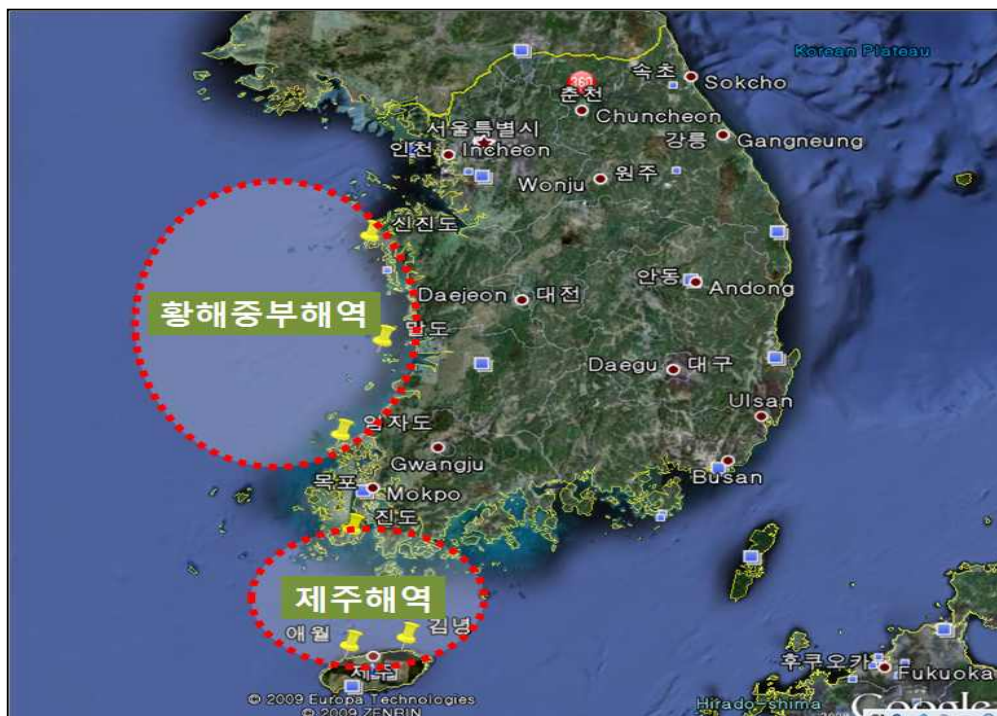 Korean Plateau
속초
Sokcho
춘천
Chuncheon
서울특별시
강릉
Gangneung
인천
Incheon
Wonju
원주
신진도
안동
Andong
황해중부해역
Daejeon
대전
말도
Daegu
대구
Ulsan
임자도
Gwangju
Busan
목포
Mokpo
진도
제주해역
애월
김녕
제주
후쿠오카
Fukuoka
© 2009 Europa Technologies
© 2009 ZENRIN
Hirado-shima
Google